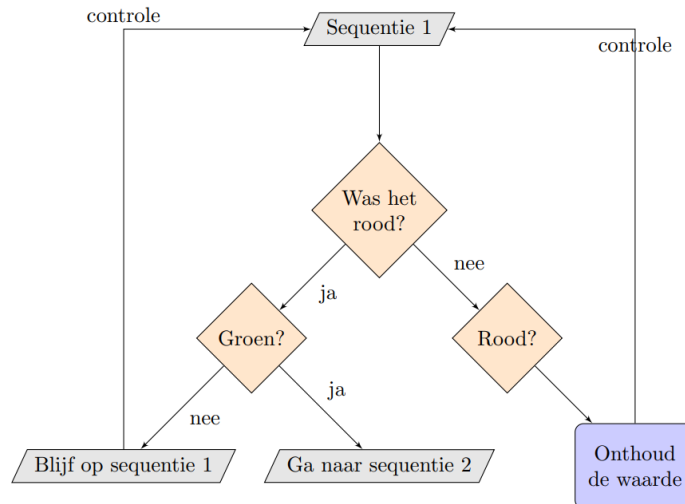 controle
Sequentie 1
controle
Was het
rood?
nee
ja
Groen?
Rood?
ja
nee
Blijf op sequentie 1
Ga naar sequentie 2
Onthoud
de waarde